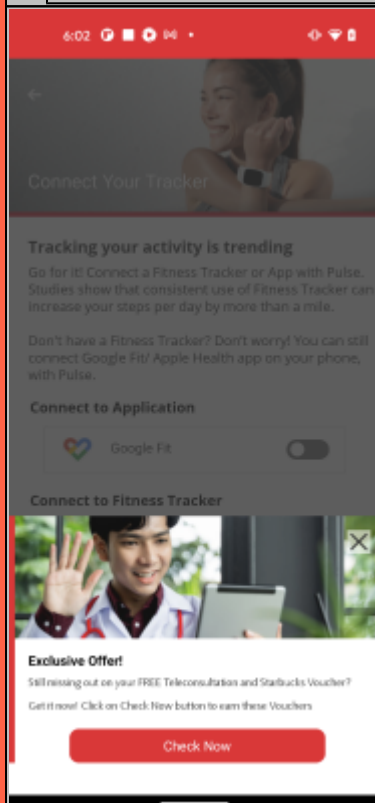 6:02
Connect Your Tracker
Tracking your activity is trending
Go for it! Connect a Fitness Tracker or App with Pulse.
Studies show that consistent use of Fitness Tracker can
increase your steps per day by more than a mile.
Don't have a Fitness Tracker? Don't worry! You can still
connect Google Fit/ Apple Health app on your phone,
with Pulse.
Connect to Application
Google Fit
Connect to Fitness Tracker
Exclusive Offer!
Still missing out on your FREE Teleconsultation and Starbucks Voucher?
Get it now! Click on Check Now button to earn these Vouchers
Check Now